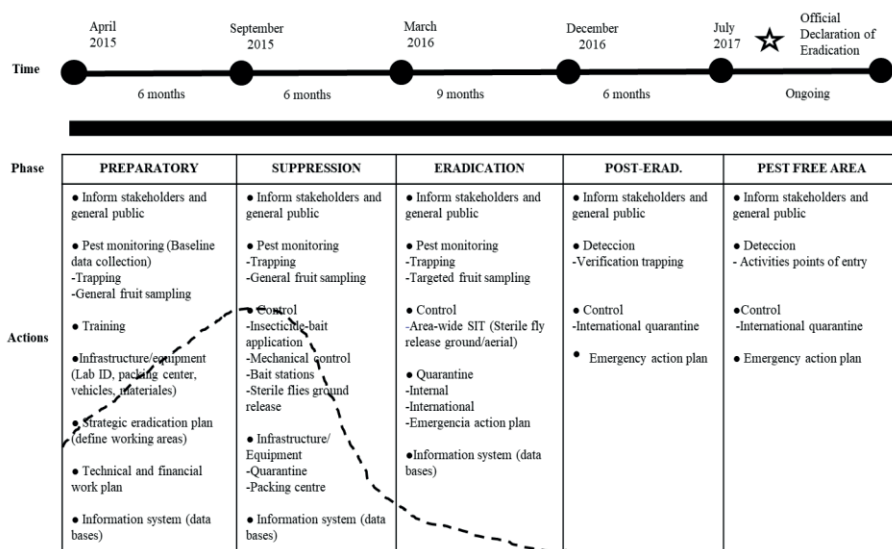 April
2015
September
2015
March
2016
December
2016
July
2017
Official
Declaration of
Eradication
Time
6 months
6 months
9 months
6 months
Ongoing
Phase
PREPARATORY
SUPPRESSION
ERADICATION
POST-ERAD.
PEST FREE AREA
Actions
● Inform stakeholders and
general public
● Pest monitoring (Baseline
data collection)
-Trapping
-General fruit sampling
● Training
●Infrastructure/equipment
(Lab ID, packing center,
vehicles, materiales)
● Strategic eradication plan
(define working areas)
● Technical and financial
work plan
● Information system (data
bases)
● Inform stakeholders and
general public
● Pest monitoring
-Trapping
-General fruit sampling
● Control
-Insecticide-bait
application
-Mechanical control
-Bait stations
-Sterile flies ground
release
● Infrastructure/
Equipment
-Quarantine
-Packing centre
● Information system (data
bases)
● Inform stakeholders and
general public
● Pest monitoring
-Trapping
-Targeted fruit sampling
● Control
-Area-wide SIT (Sterile fly
release ground/aerial)
● Quarantine
-Internal
-International
-Emergencia action plan
●Information system (data
bases)
● Inform stakeholders and
general public
● Deteccion
-Verification trapping
● Control
-International quarantine
● Emergency action plan
● Inform stakeholders and
general public
● Deteccion
- Activities points of entry
●Control
-International quarantine
● Emergency action plan